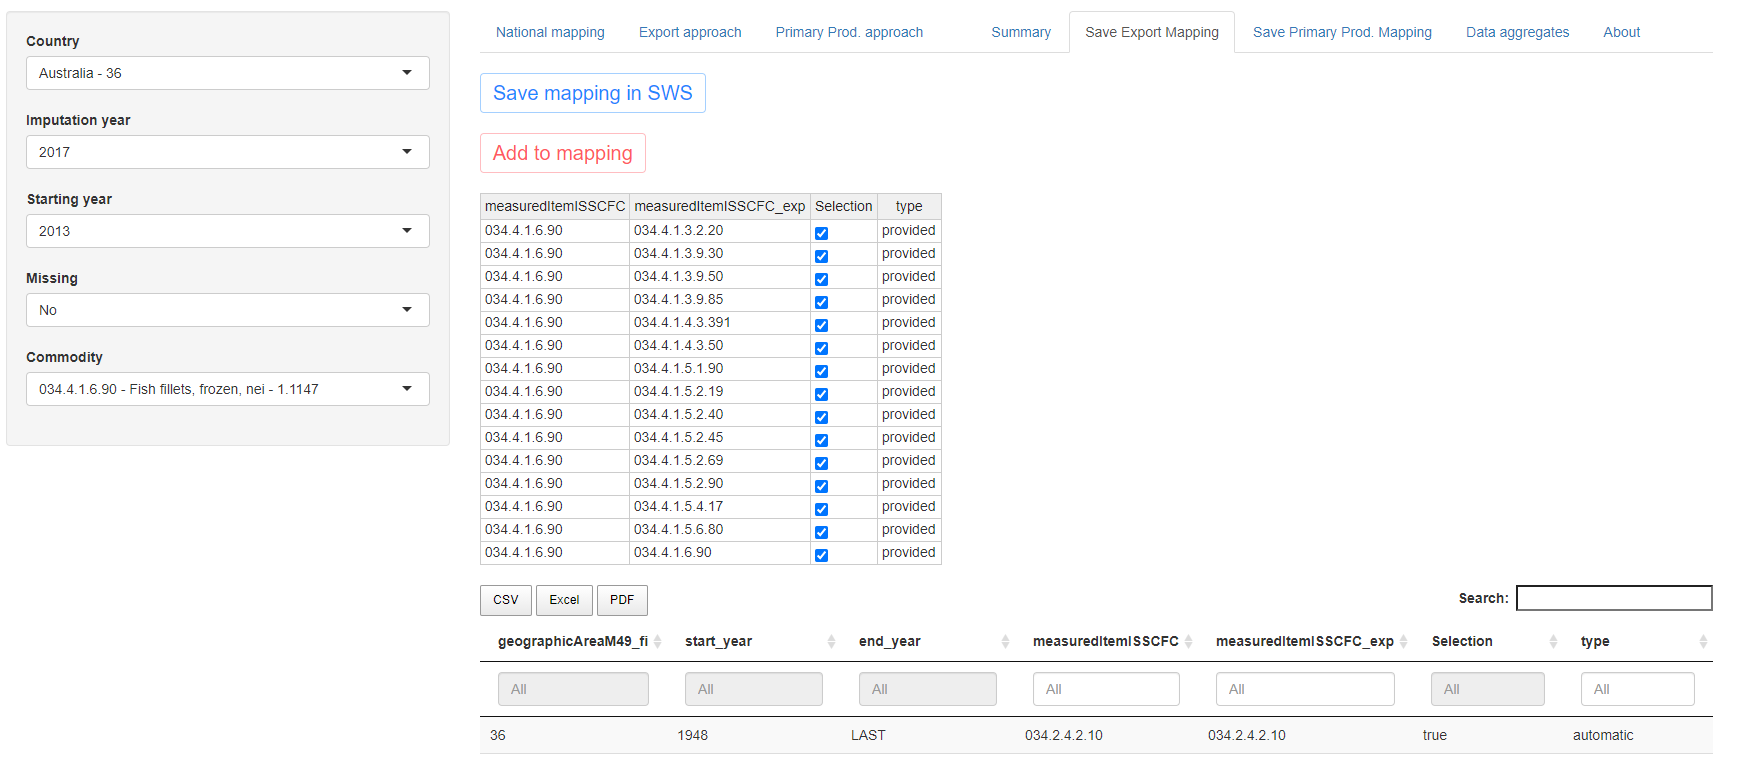 Country
Australia - 36
Imputation year
2017
Starting year
2013
Missing
No
Commodity
034.4.1.6.90 - Fish fillets, frozen, nei - 1.1147
National mapping Export approach Primary Prod. approach Summary Save Export Mapping Save Primary Prod. Mapping Data aggregates About
Save mapping in SWS
Add to mapping
measuredItemISSCFC measuredItemISSCFC_exp Selection type
034.4.1.6.90 034.4.1.3.2.20 provided
034.4.1.6.90 034.4.1.3.9.30 provided
034.4.1.6.90 034.4.1.3.9.50 provided
034.4.1.6.90 034.4.1.3.9.85 provided
034.4.1.6.90 034.4.1.4.3.391 provided
034.4.1.6.90 034.4.1.4.3.50 provided
034.4.1.6.90 034.4.1.5.1.90 provided
034.4.1.6.90 034.4.1.5.2.19 provided
034.4.1.6.90 034.4.1.5.2.40 provided
034.4.1.6.90 034.4.1.5.2.45 provided
034.4.1.6.90 034.4.1.5.2.69 provided
034.4.1.6.90 034.4.1.5.2.90 provided
034.4.1.6.90 034.4.1.5.4.17 provided
034.4.1.6.90 034.4.1.5.6.80 provided
034.4.1.6.90 034.4.1.6.90 provided
CSV Excel PDF Search:
geographicAreaM49_fi start_year end_year measuredItemISSCFC measuredItemISSCFC_exp Selection type
All All All All All All All
36 1948 LAST 034.2.4.2.10 034.2.4.2.10 true automatic